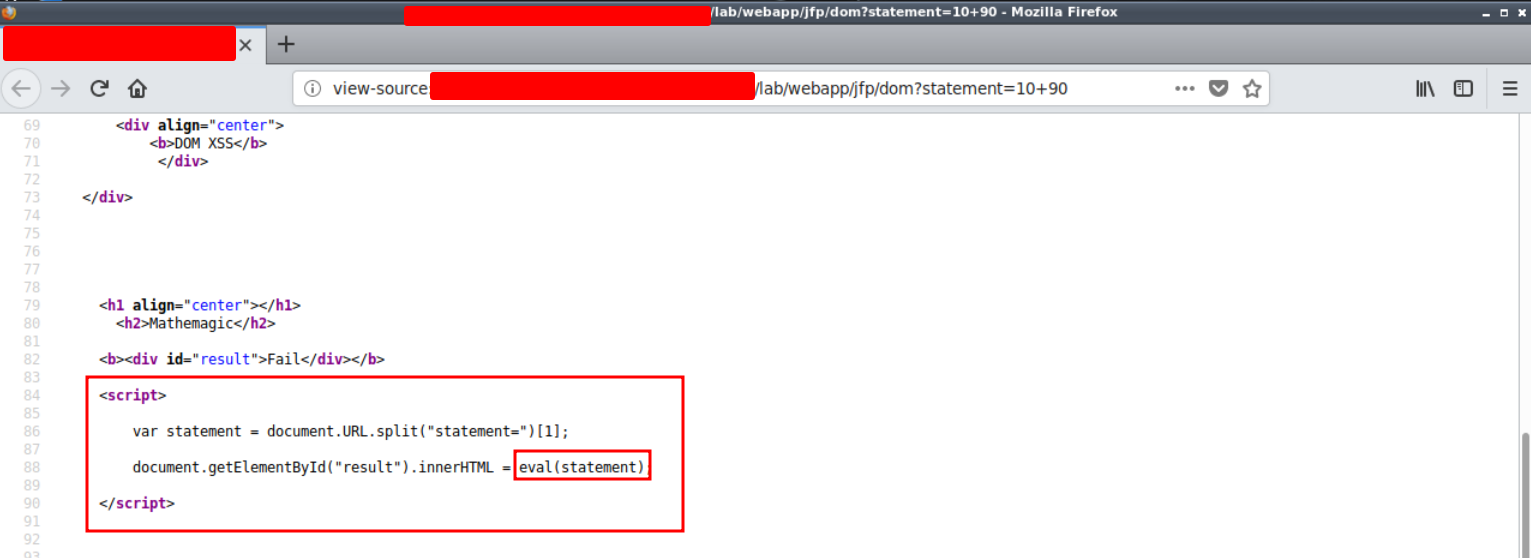 /lab/webapp/jfp/dom?statement=10+90 - Mozilla Firefox
view-source:/lab/webapp/jfp/dom?statement=10+90
69 <div align="center">
70 <b>DOM XSS</b>
71 </div>
72
73 </div>
74
75
76
77
78
79 <h1 align="center"></h1>
80 <h2>Mathemagic</h2>
81
82 <b><div id="result">Fail</div></b>
83
84 <script>
85
86 var statement = document.URL.split("statement=")[1];
87
88 document.getElementById("result").innerHTML = eval(statement);
89
90 </script>
91
92
93